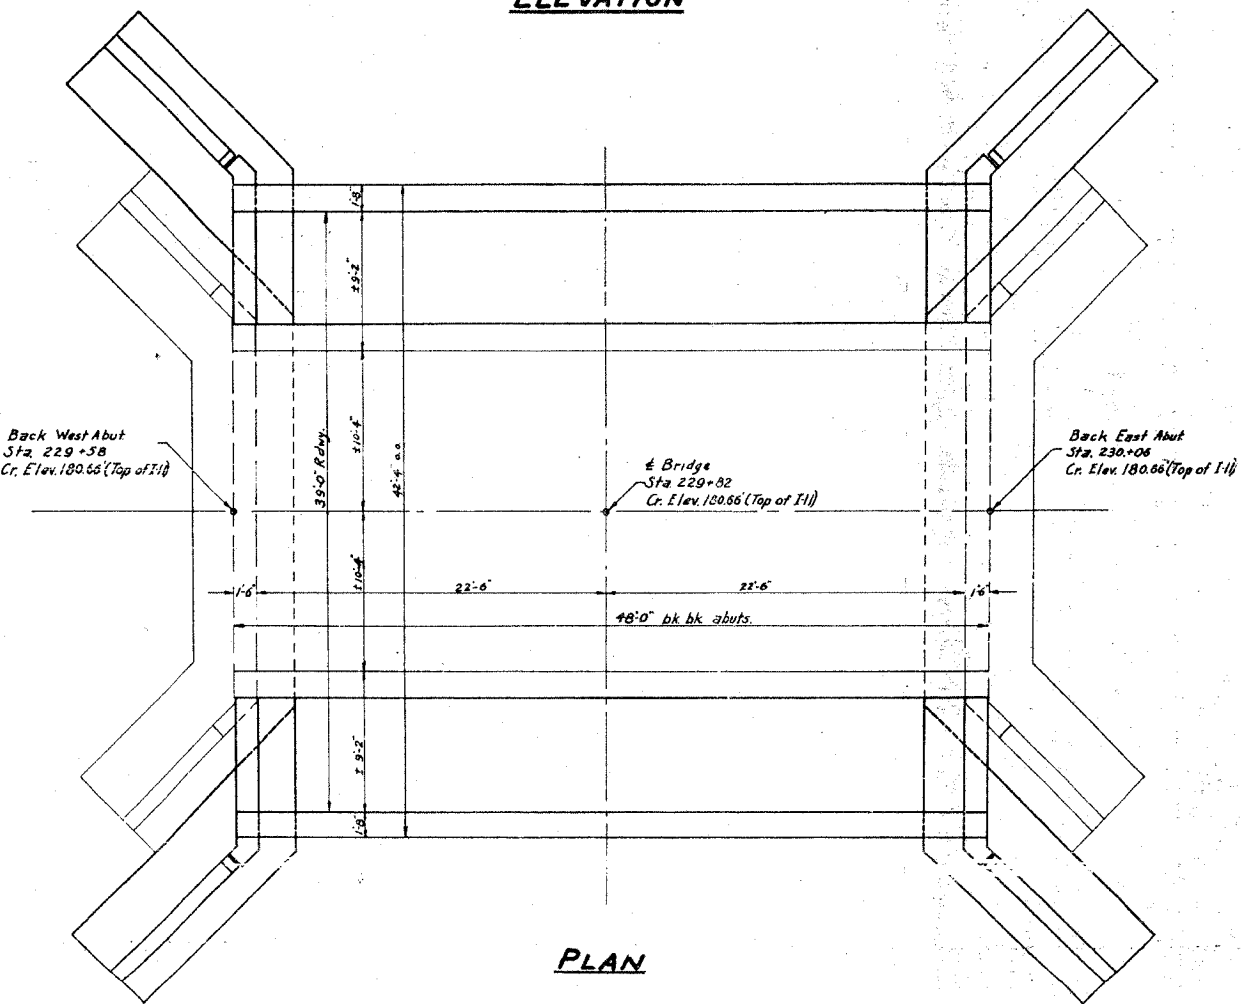 ELEVATION
1'-8"
±9'-2"
±10'-4"
39'-0" Rdwy.
42'-4" o.o.
Back West Abut.
Sta. 229+58
Cr. Elev. 180.66' (Top of I-11)
℄ Bridge
Sta. 229+82
Cr. Elev. 180.66' (Top of I-11)
Back East Abut.
Sta. 230+06
Cr. Elev. 180.66' (Top of I-11)
±10'-4"
1'-6"
22'-6"
22'-6"
1'-6"
48'-0" bk. bk. abuts.
±9'-2"
1'-8"
PLAN